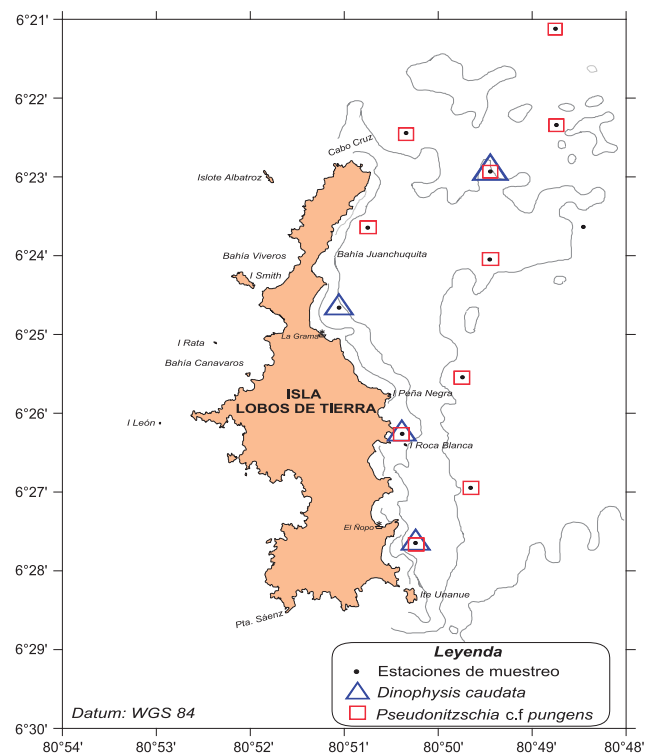 6°21'
6°22'
Cabo Cruz
Islote Albatroz
6°23'
6°24'
Bahía Viveros
Bahía Juanchuquita
I Smith
6°25'
La Grama
I Rata
Bahía Canavaros
ISLA
LOBOS DE TIERRA
I Peña Negra
6°26'
I León
I Roca Blanca
6°27'
El Ñopo
6°28'
Ite Unanue
Pta. Sáenz
6°29'
Leyenda
Estaciones de muestreo
Dinophysis caudata
Pseudonitzschia c.f pungens
Datum: WGS 84
6°30'
80°54' 80°53' 80°52' 80°51' 80°50' 80°49' 80°48'